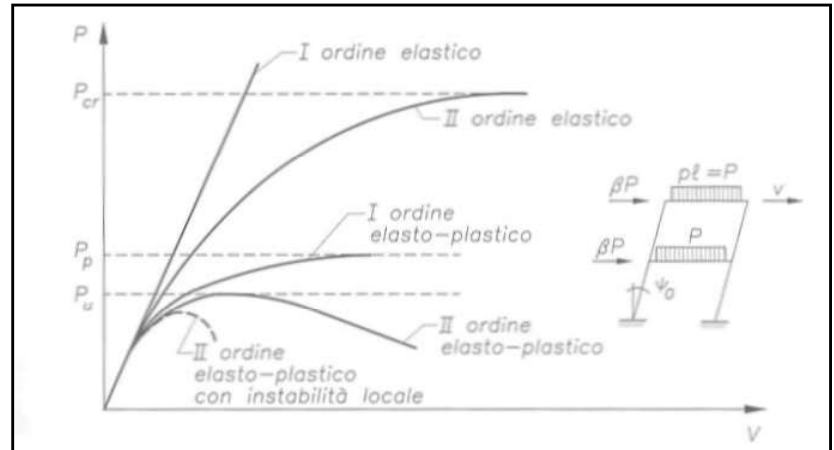 P
I ordine elastico
P_cr
II ordine elastico
pℓ = P
βP
v
I ordine
elasto-plastico
P
βP
P_p
P_u
ψ_0
II ordine
elasto-plastico
II ordine
elasto-plastico
con instabilità locale
V